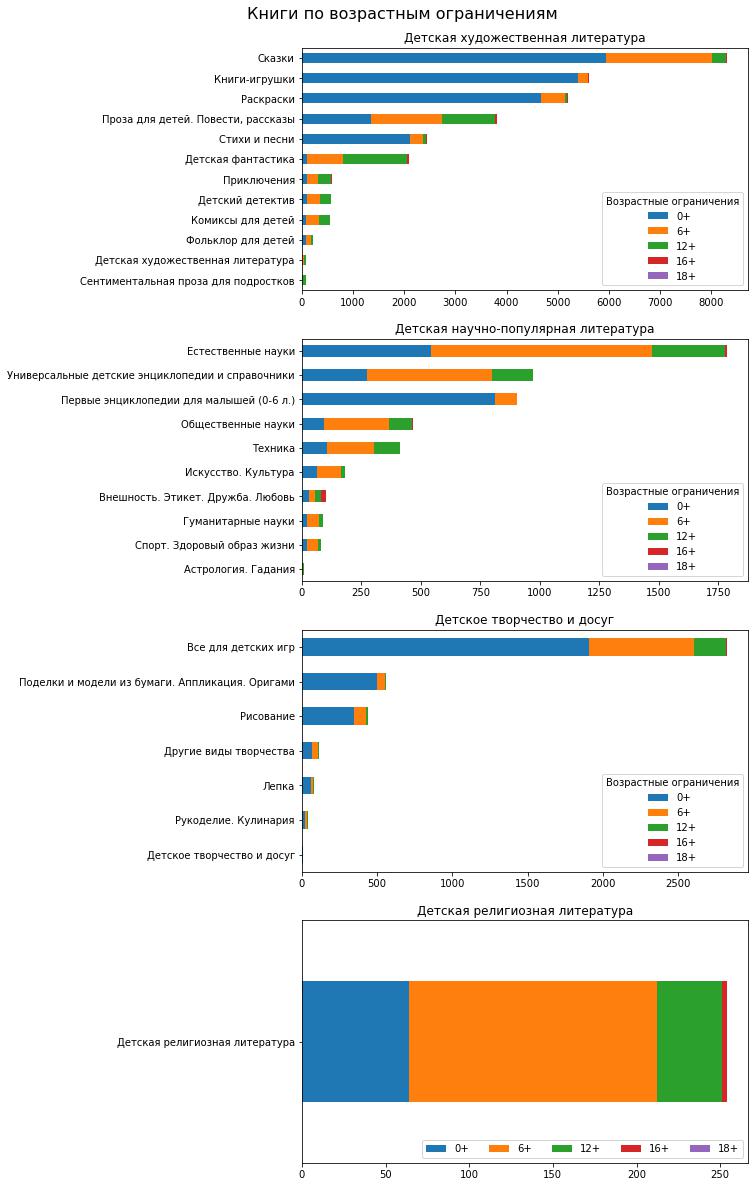 Книги по возрастным ограничениям
Детская художественная литература
Сказки
Книги-игрушки
Раскраски
Проза для детей. Повести, рассказы
Стихи и песни
Детская фантастика
Приключения
Детский детектив
Комиксы для детей
Фольклор для детей
Детская художественная литература
Сентиментальная проза для подростков
Возрастные ограничения
0+
6+
12+
16+
18+
0 1000 2000 3000 4000 5000 6000 7000 8000
Детская научно-популярная литература
Естественные науки
Универсальные детские энциклопедии и справочники
Первые энциклопедии для малышей (0-6 л.)
Общественные науки
Техника
Искусство. Культура
Внешность. Этикет. Дружба. Любовь
Гуманитарные науки
Спорт. Здоровый образ жизни
Астрология. Гадания
Возрастные ограничения
0+
6+
12+
16+
18+
0 250 500 750 1000 1250 1500 1750
Детское творчество и досуг
Все для детских игр
Поделки и модели из бумаги. Аппликация. Оригами
Рисование
Другие виды творчества
Лепка
Рукоделие. Кулинария
Детское творчество и досуг
Возрастные ограничения
0+
6+
12+
16+
18+
0 500 1000 1500 2000 2500
Детская религиозная литература
Детская религиозная литература
0+ 6+ 12+ 16+ 18+
0 50 100 150 200 250